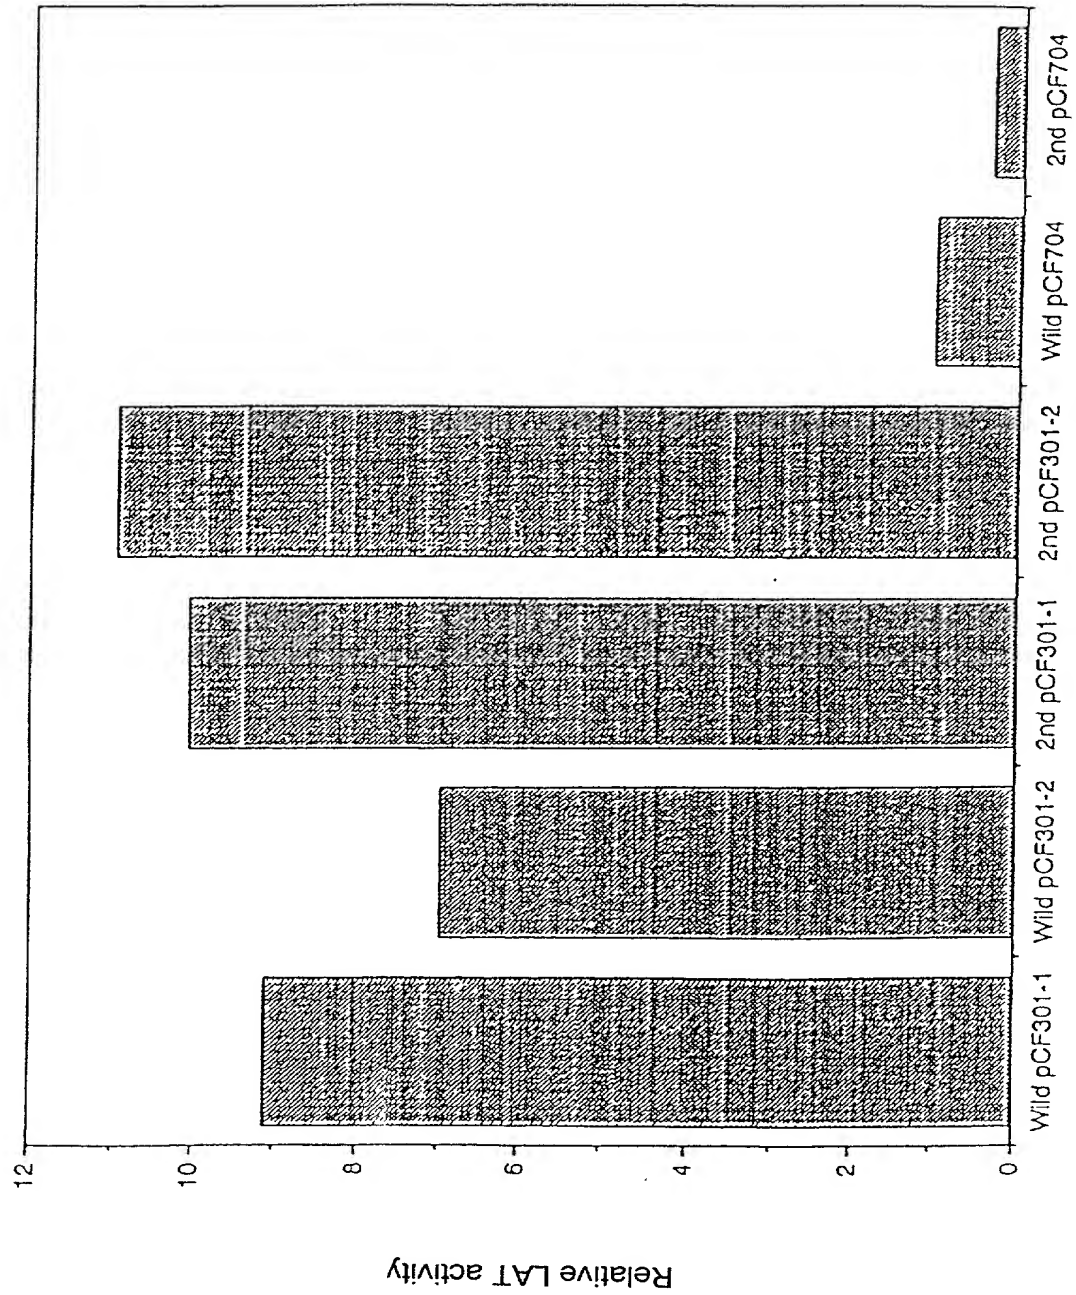 Relative LAT activity
12
10
8
6
4
2
0
Wild pCF301-1
Wild pCF301-2
2nd pCF301-1
2nd pCF301-2
Wild pCF704
2nd pCF704